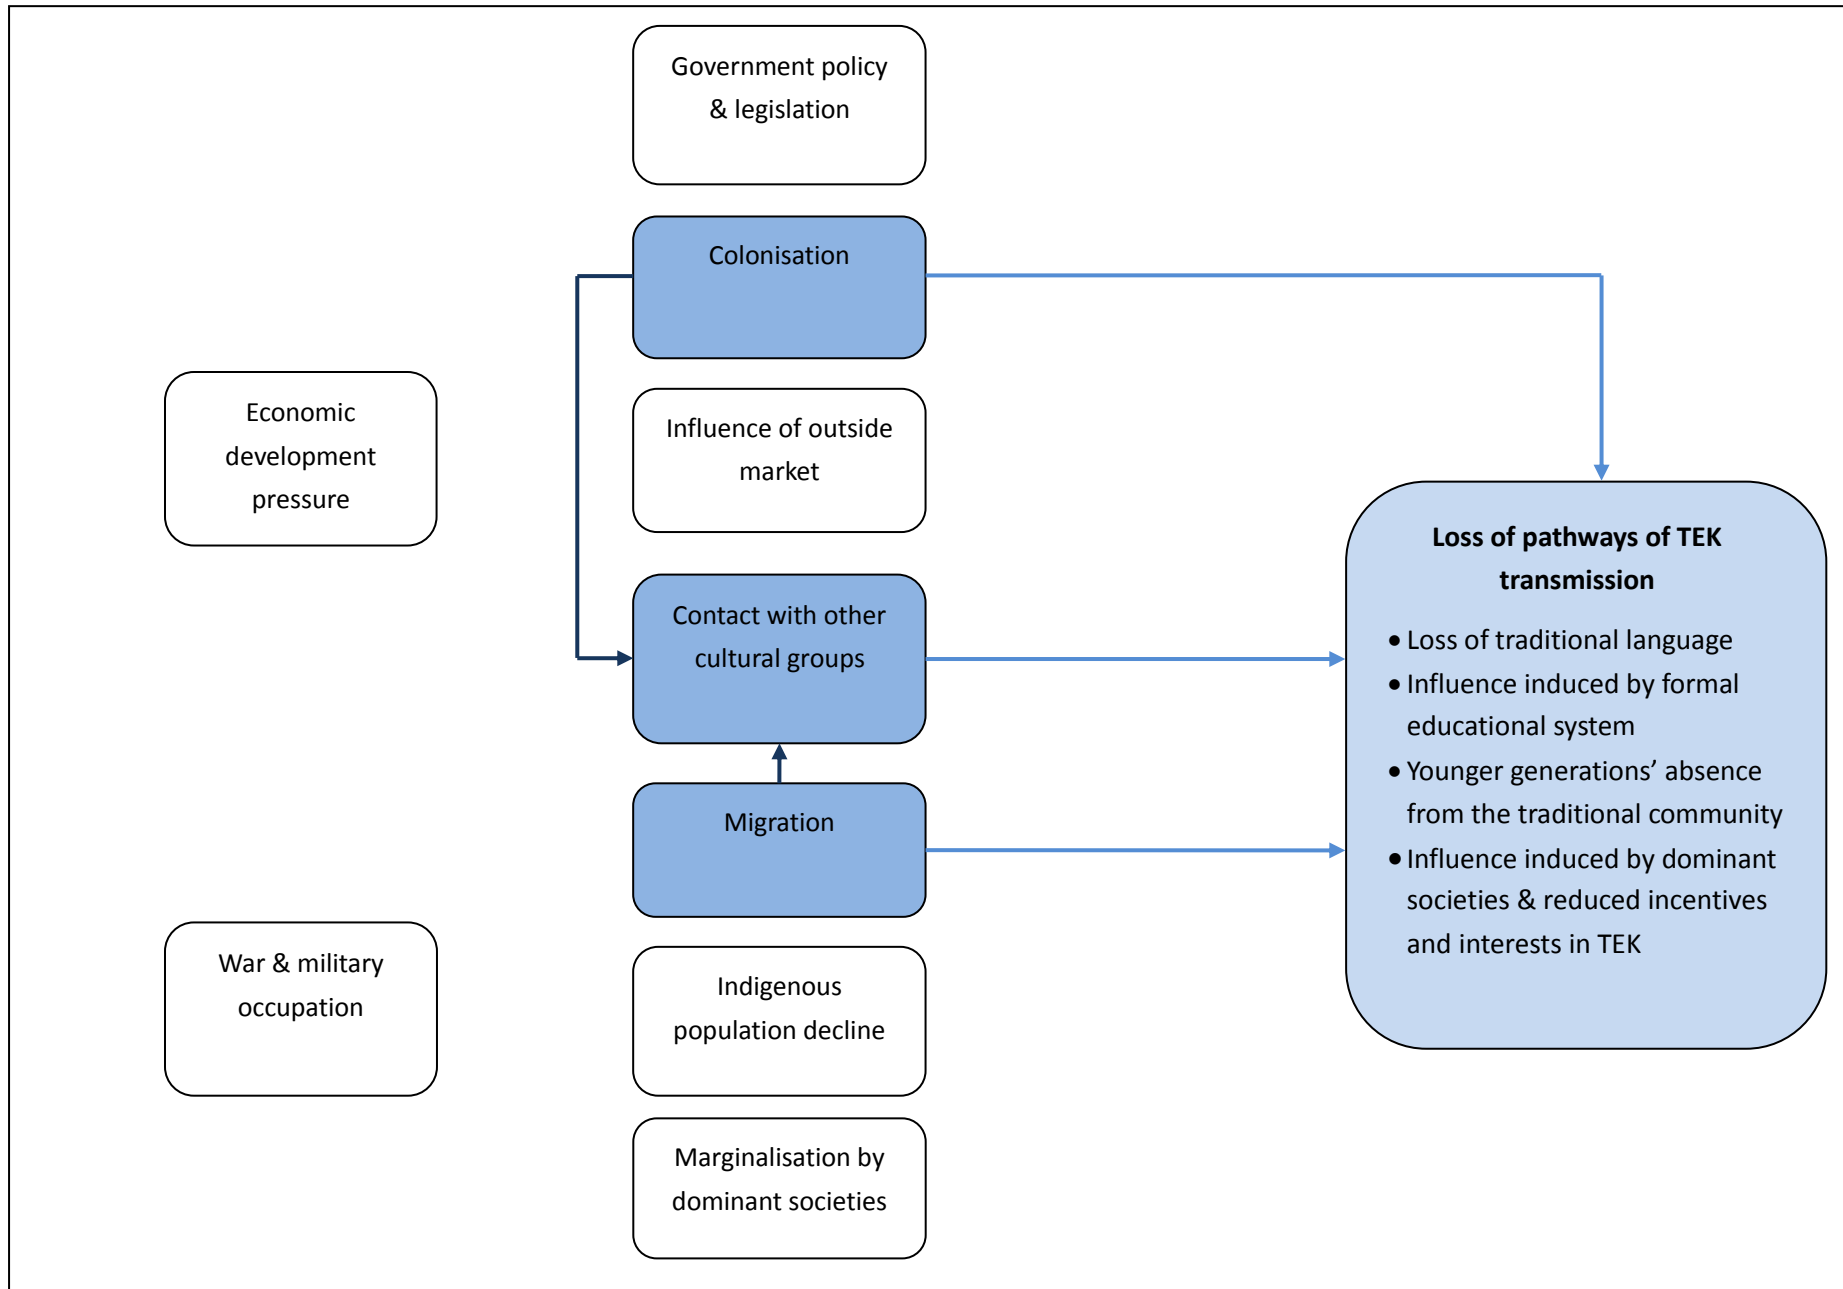 Government policy
& legislation
Colonisation
Economic
development
pressure
Influence of outside
market
Contact with other
cultural groups
Migration
War & military
occupation
Indigenous
population decline
Marginalisation by
dominant societies
Loss of pathways of TEK
transmission
• Loss of traditional language
• Influence induced by formal
educational system
• Younger generations’ absence
from the traditional community
• Influence induced by dominant
societies & reduced incentives
and interests in TEK